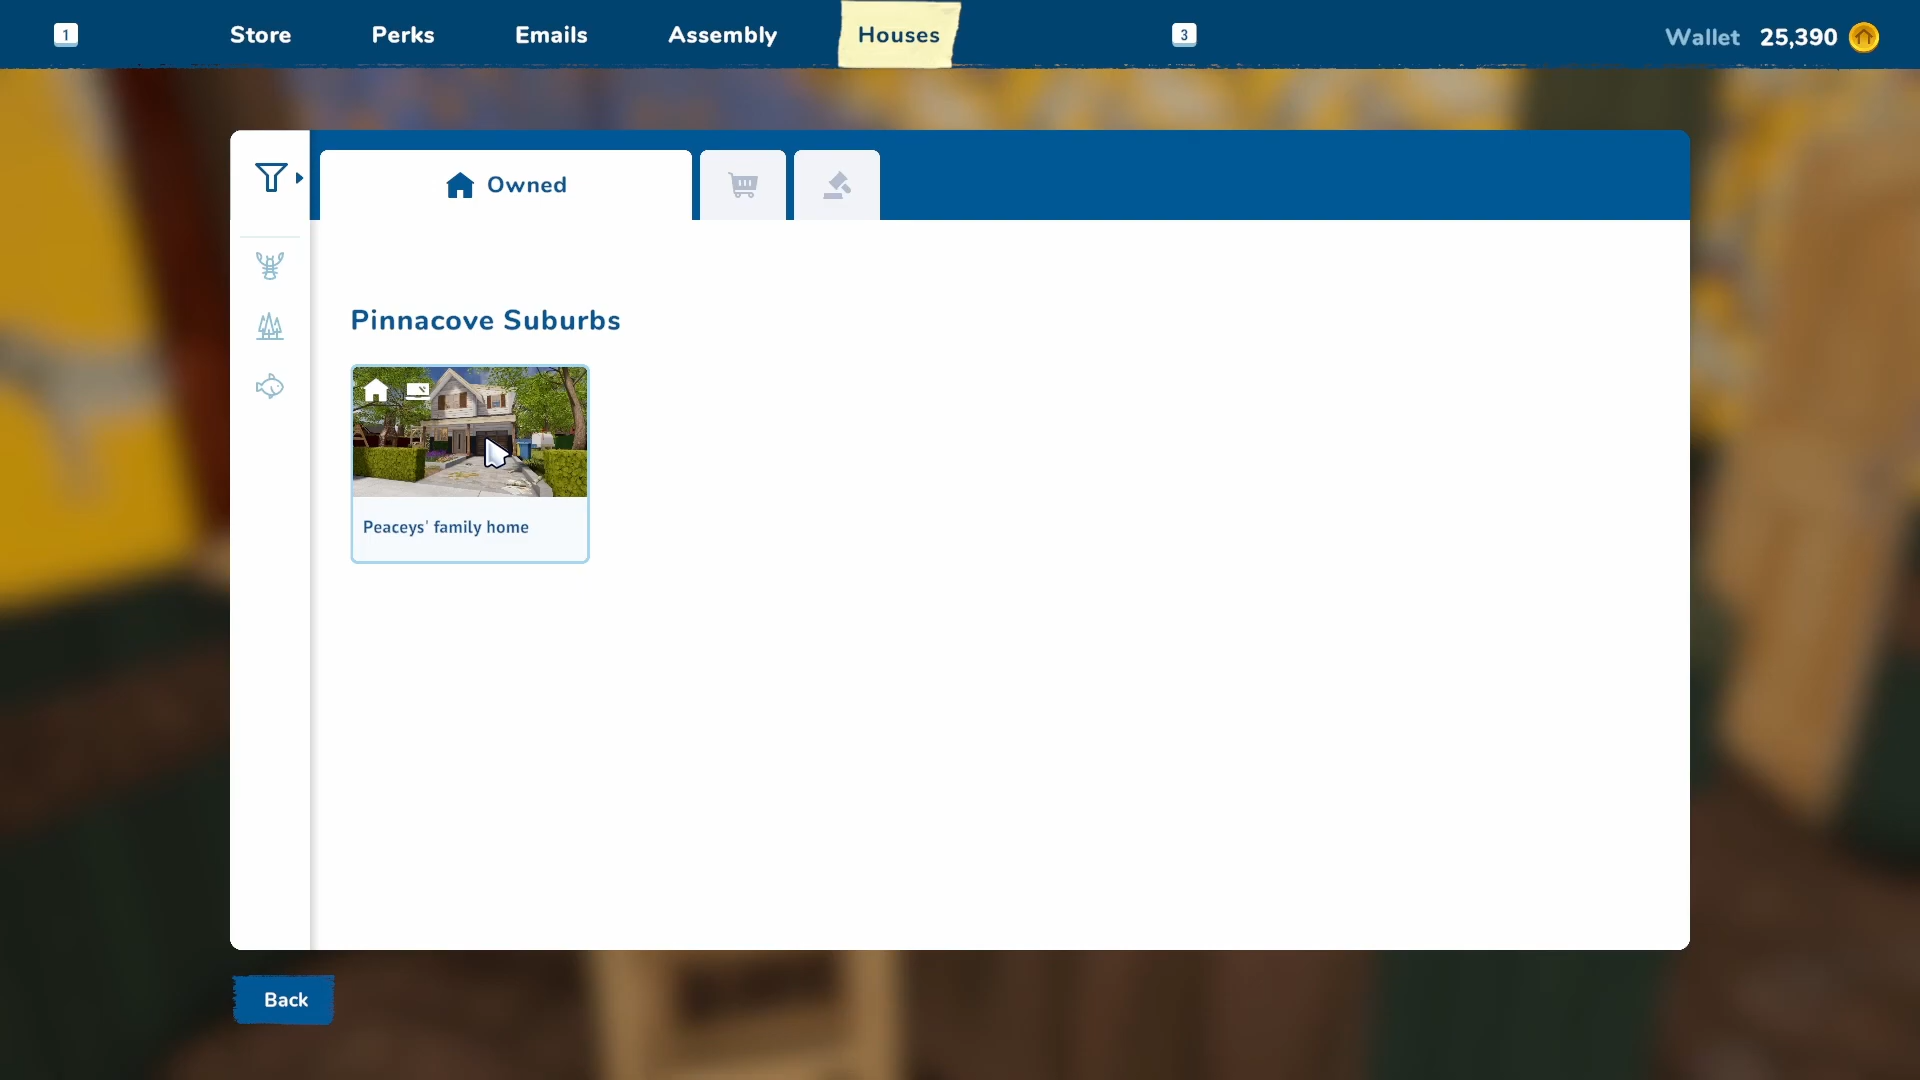 1
Store
Perks
Emails
Assembly
Houses
3
Wallet 25,390
Owned
Pinnacove Suburbs
Peaceys' family home
Back